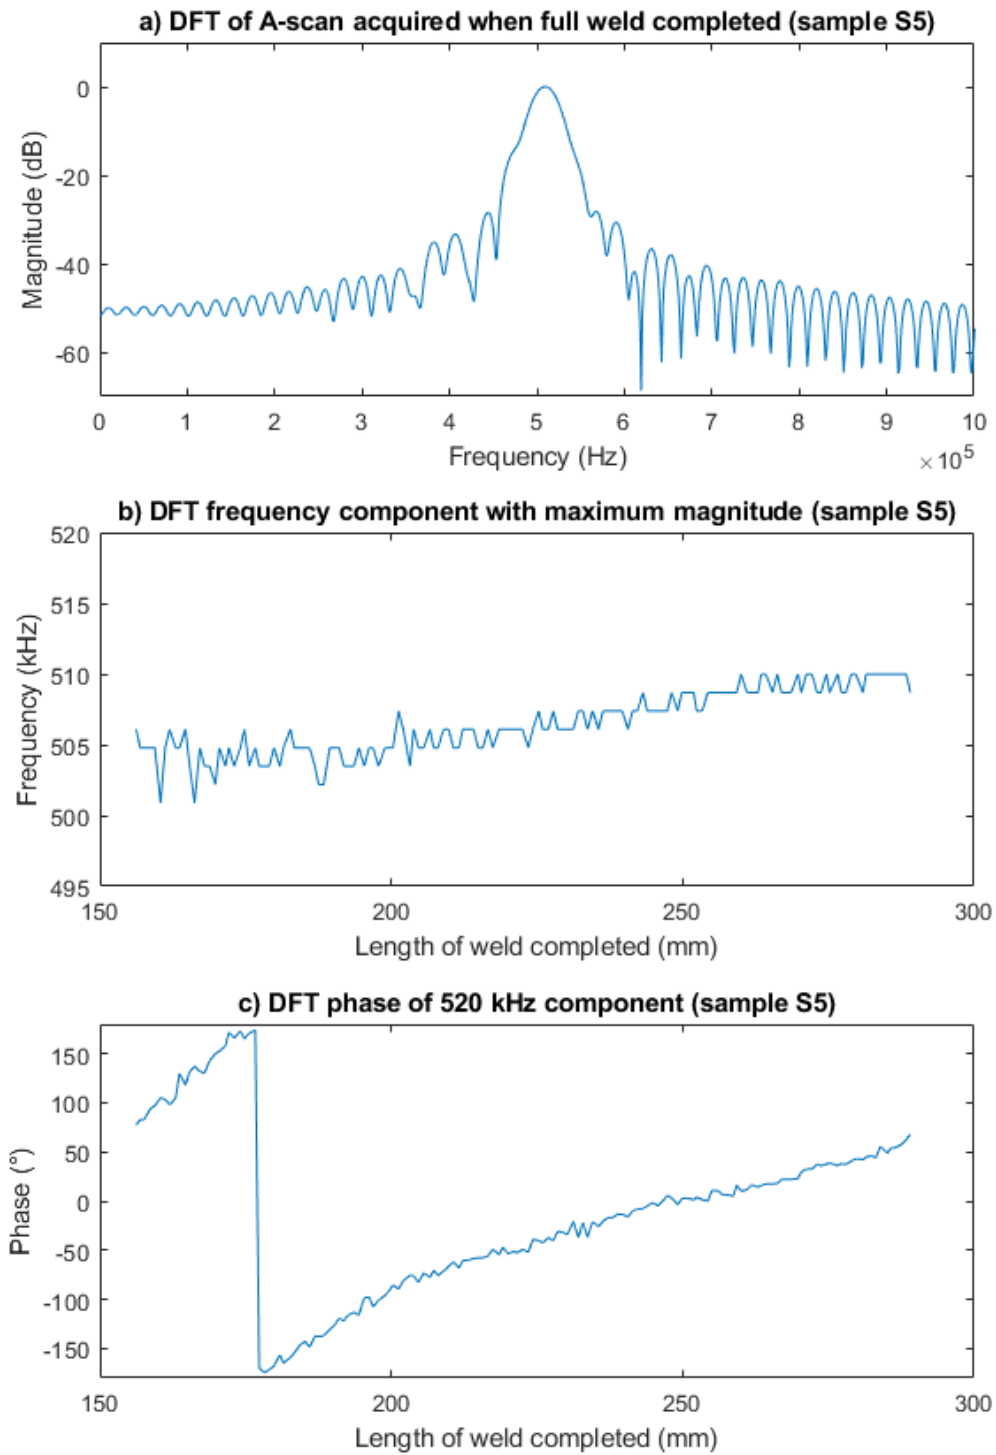 a) DFT of A-scan acquired when full weld completed (sample S5)
0
-20
-40
-60
Magnitude (dB)
0 1 2 3 4 5 6 7 8 9 10
Frequency (Hz)
×10⁵
b) DFT frequency component with maximum magnitude (sample S5)
520
515
510
505
500
495
Frequency (kHz)
150 200 250 300
Length of weld completed (mm)
c) DFT phase of 520 kHz component (sample S5)
150
100
50
0
-50
-100
-150
Phase (°)
150 200 250 300
Length of weld completed (mm)